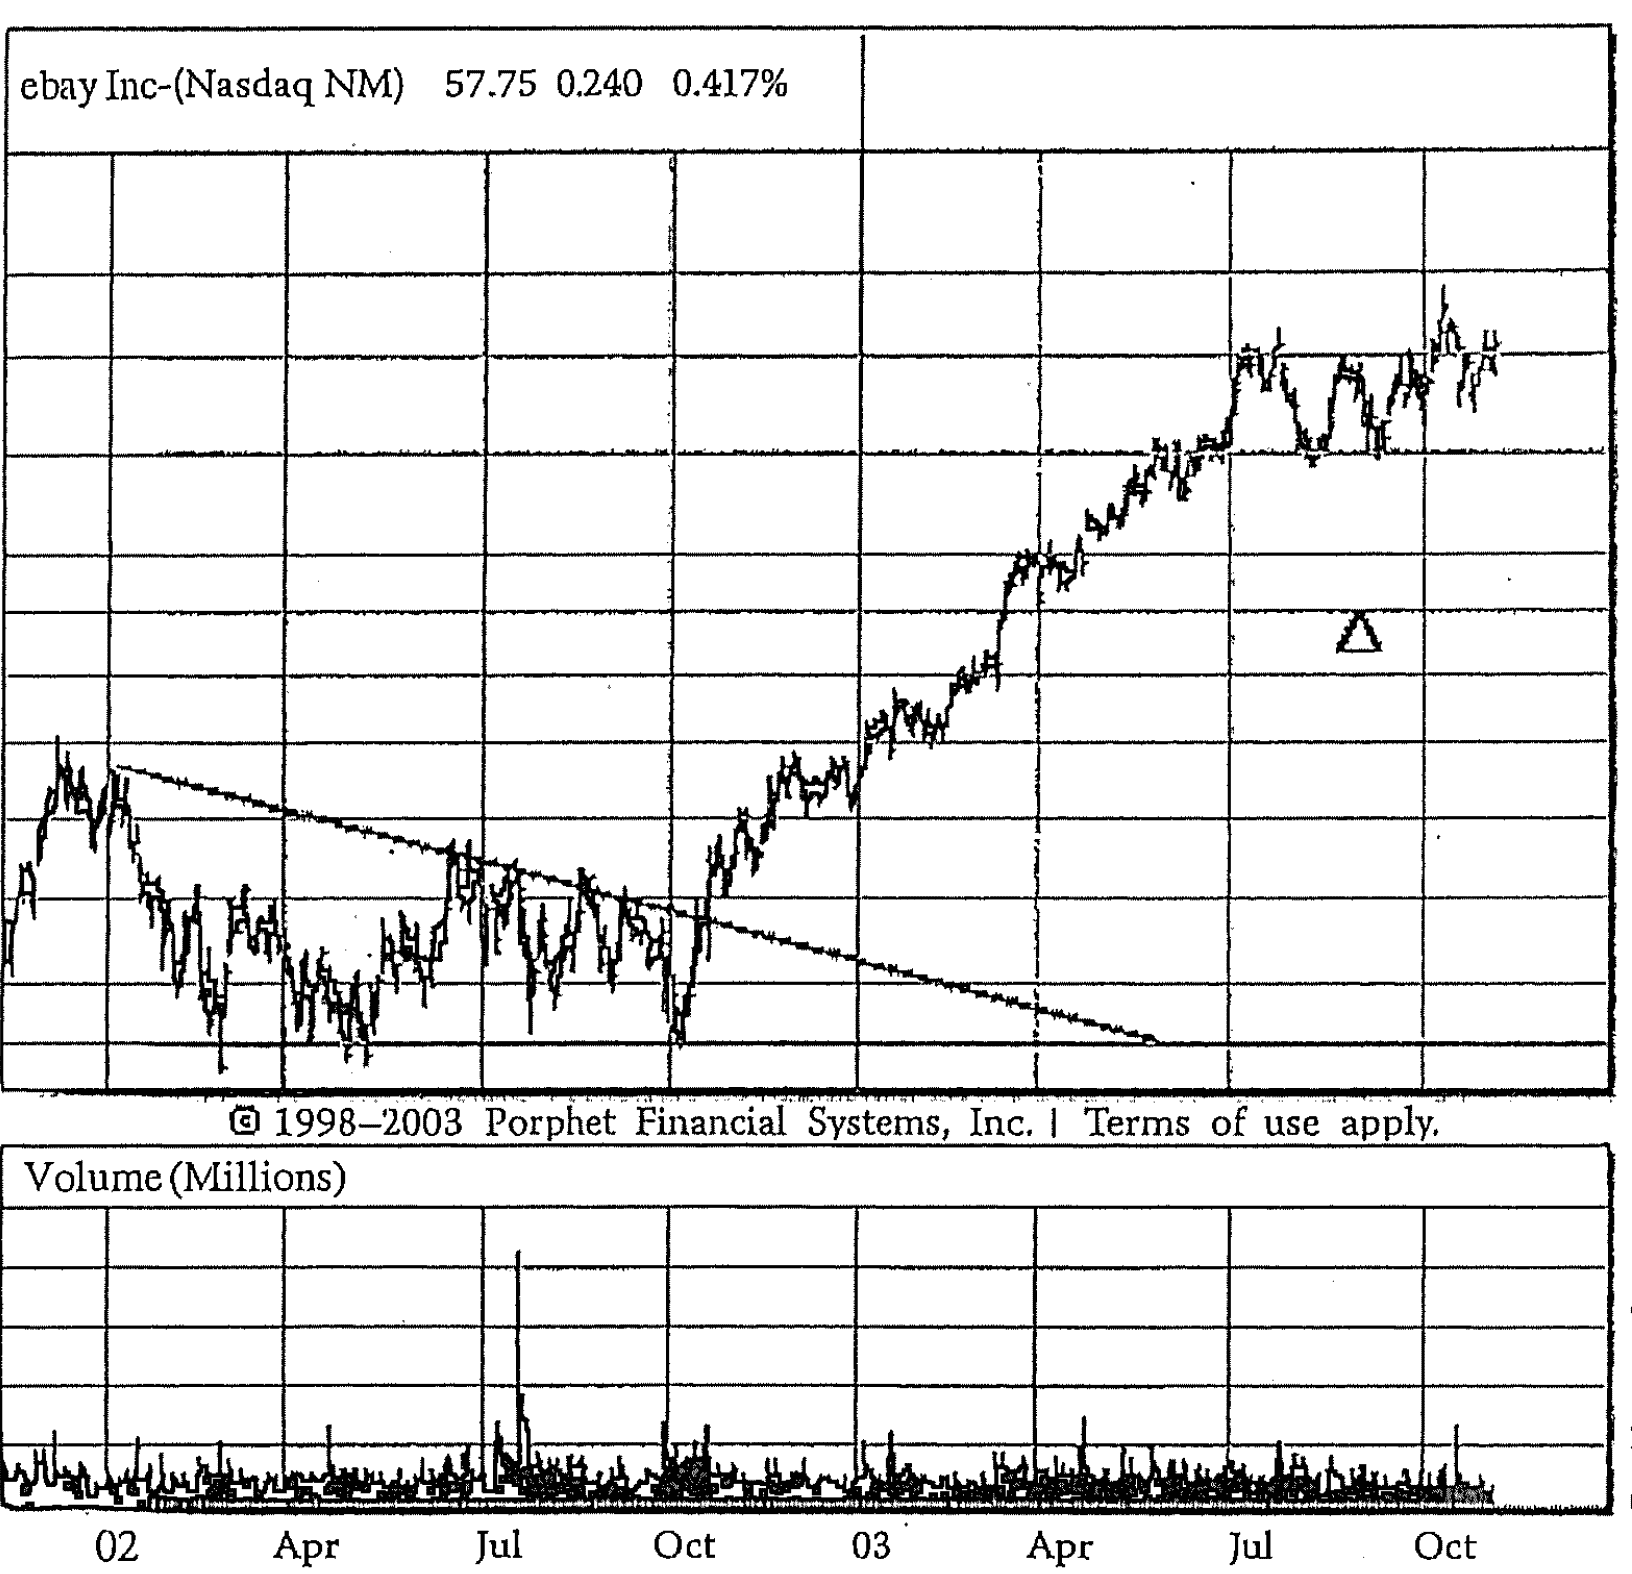 ebay Inc-(Nasdaq NM) 57.75 0.240 0.417%
© 1998–2003 Porphet Financial Systems, Inc. | Terms of use apply.
Volume (Millions)
02 Apr Jul Oct 03 Apr Jul Oct